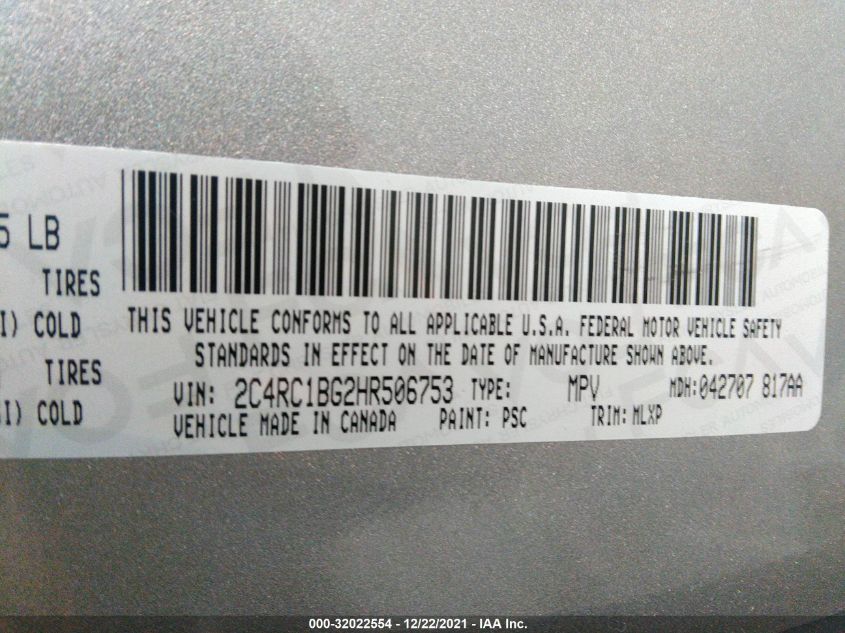 5 LB
TIRES
I) COLD
TIRES
SI) COLD
THIS VEHICLE CONFORMS TO ALL APPLICABLE U.S.A. FEDERAL MOTOR VEHICLE SAFETY
STANDARDS IN EFFECT ON THE DATE OF MANUFACTURE SHOWN ABOVE.
VIN: 2C4RC1BG2HR506753 TYPE: MPV MDH:042707 817AA
VEHICLE MADE IN CANADA PAINT: PSC TRIM: MLXP
000-32022554 - 12/22/2021 - IAA Inc.